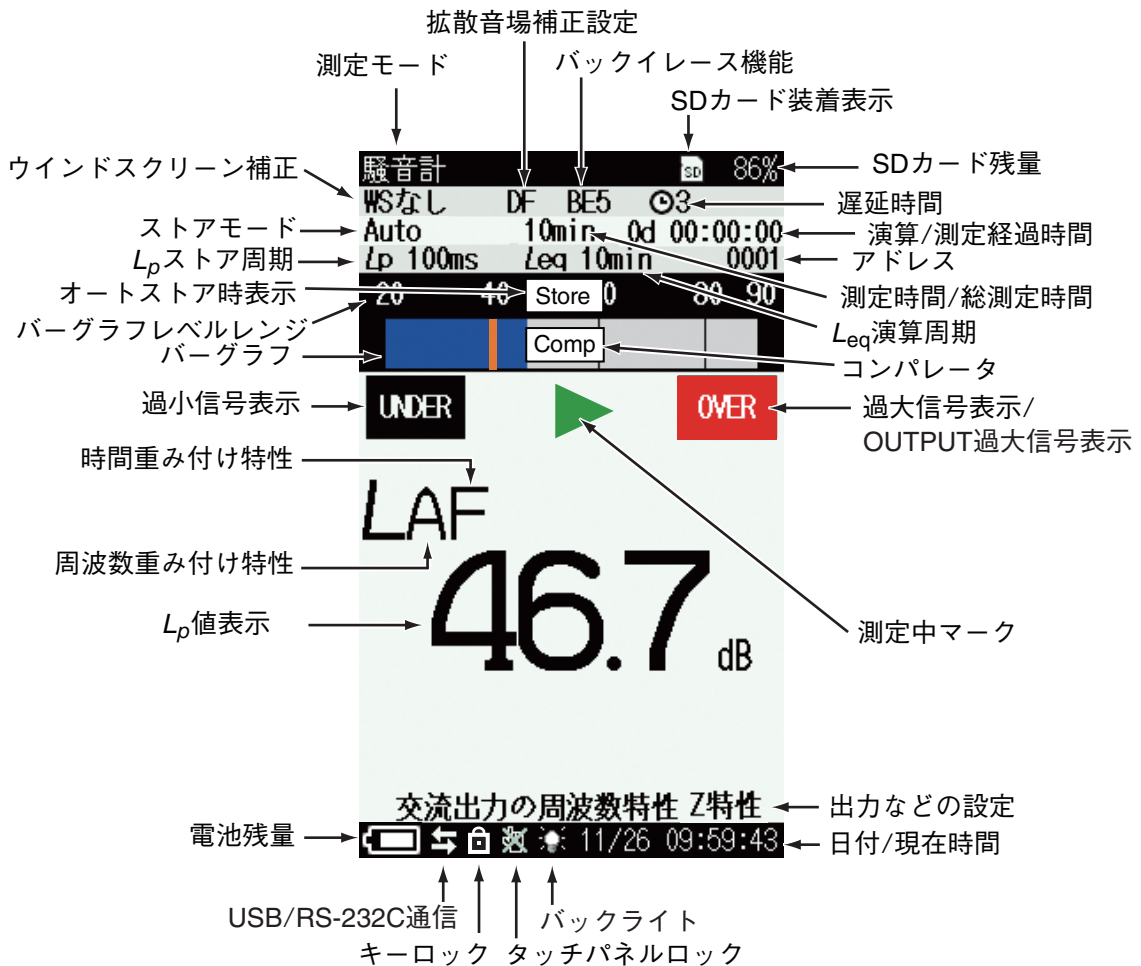 拡散音場補正設定
測定モード
バックイレース機能
SDカード装着表示
ウインドスクリーン補正
騒音計 SD 86%
SDカード残量
WSなし DF BE5 3
遅延時間
ストアモード
Auto 10min 0d 00:00:00
演算/測定経過時間
Lpストア周期
Lp 100ms Leq 10min 0001
アドレス
オートストア時表示
20 40 Store 0 80 90
測定時間/総測定時間
バーグラフレベルレンジ
Leq演算周期
バーグラフ
Comp
コンパレータ
過小信号表示
UNDER
OVER
過大信号表示/
OUTPUT過大信号表示
時間重み付け特性
LAF
周波数重み付け特性
Lp値表示
46.7 dB
測定中マーク
交流出力の周波数特性 Z特性
出力などの設定
電池残量
11/26 09:59:43
日付/現在時間
USB/RS-232C通信
バックライト
キーロック
タッチパネルロック